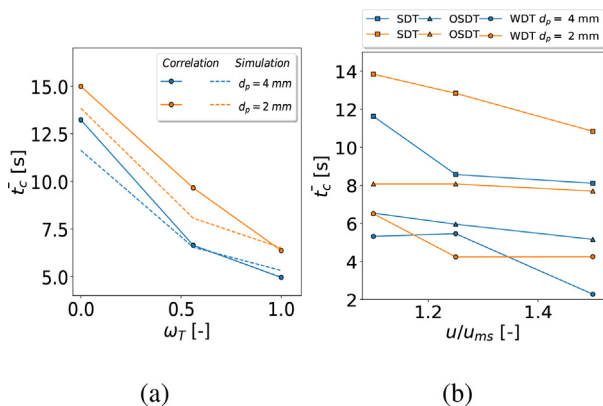 SDT OSDT WDT d_p = 4 mm
SDT OSDT WDT d_p = 2 mm
Correlation Simulation
d_p = 4 mm
d_p = 2 mm
15.0
12.5
10.0
7.5
5.0
t̄_c [s]
0.0 0.5 1.0
ω_T [-]
14
12
10
8
6
4
2
t̄_c [s]
1.2 1.4
u/u_ms [-]
(a) (b)